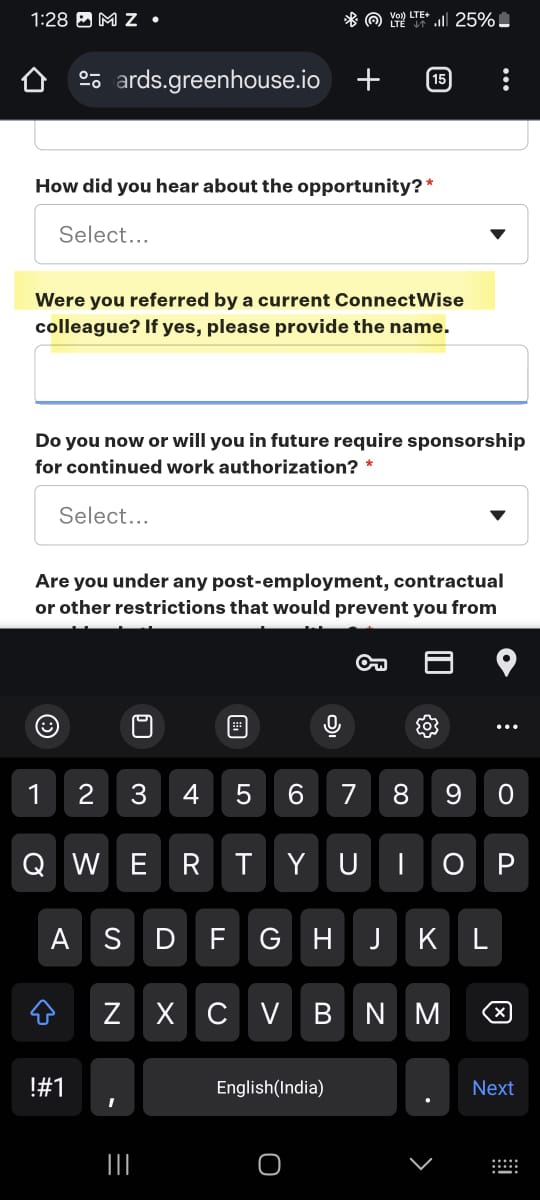 1:28 M Z • Vo)) LTE LTE+ 25%
ards.greenhouse.io 15
How did you hear about the opportunity? *
Select...
Were you referred by a current ConnectWise
colleague? If yes, please provide the name.
Do you now or will you in future require sponsorship
for continued work authorization? *
Select...
Are you under any post-employment, contractual
or other restrictions that would prevent you from
1 2 3 4 5 6 7 8 9 0
Q W E R T Y U I O P
A S D F G H J K L
Z X C V B N M
!#1 , English(India) . Next